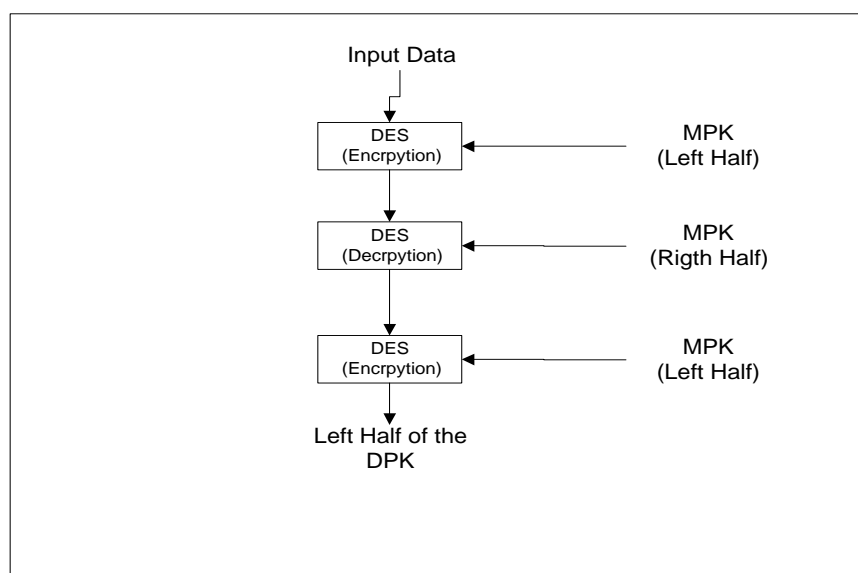 Input Data
DES
(Encrpytion)
MPK
(Left Half)
DES
(Decrpytion)
MPK
(Rigth Half)
DES
(Encrpytion)
MPK
(Left Half)
Left Half of the
DPK